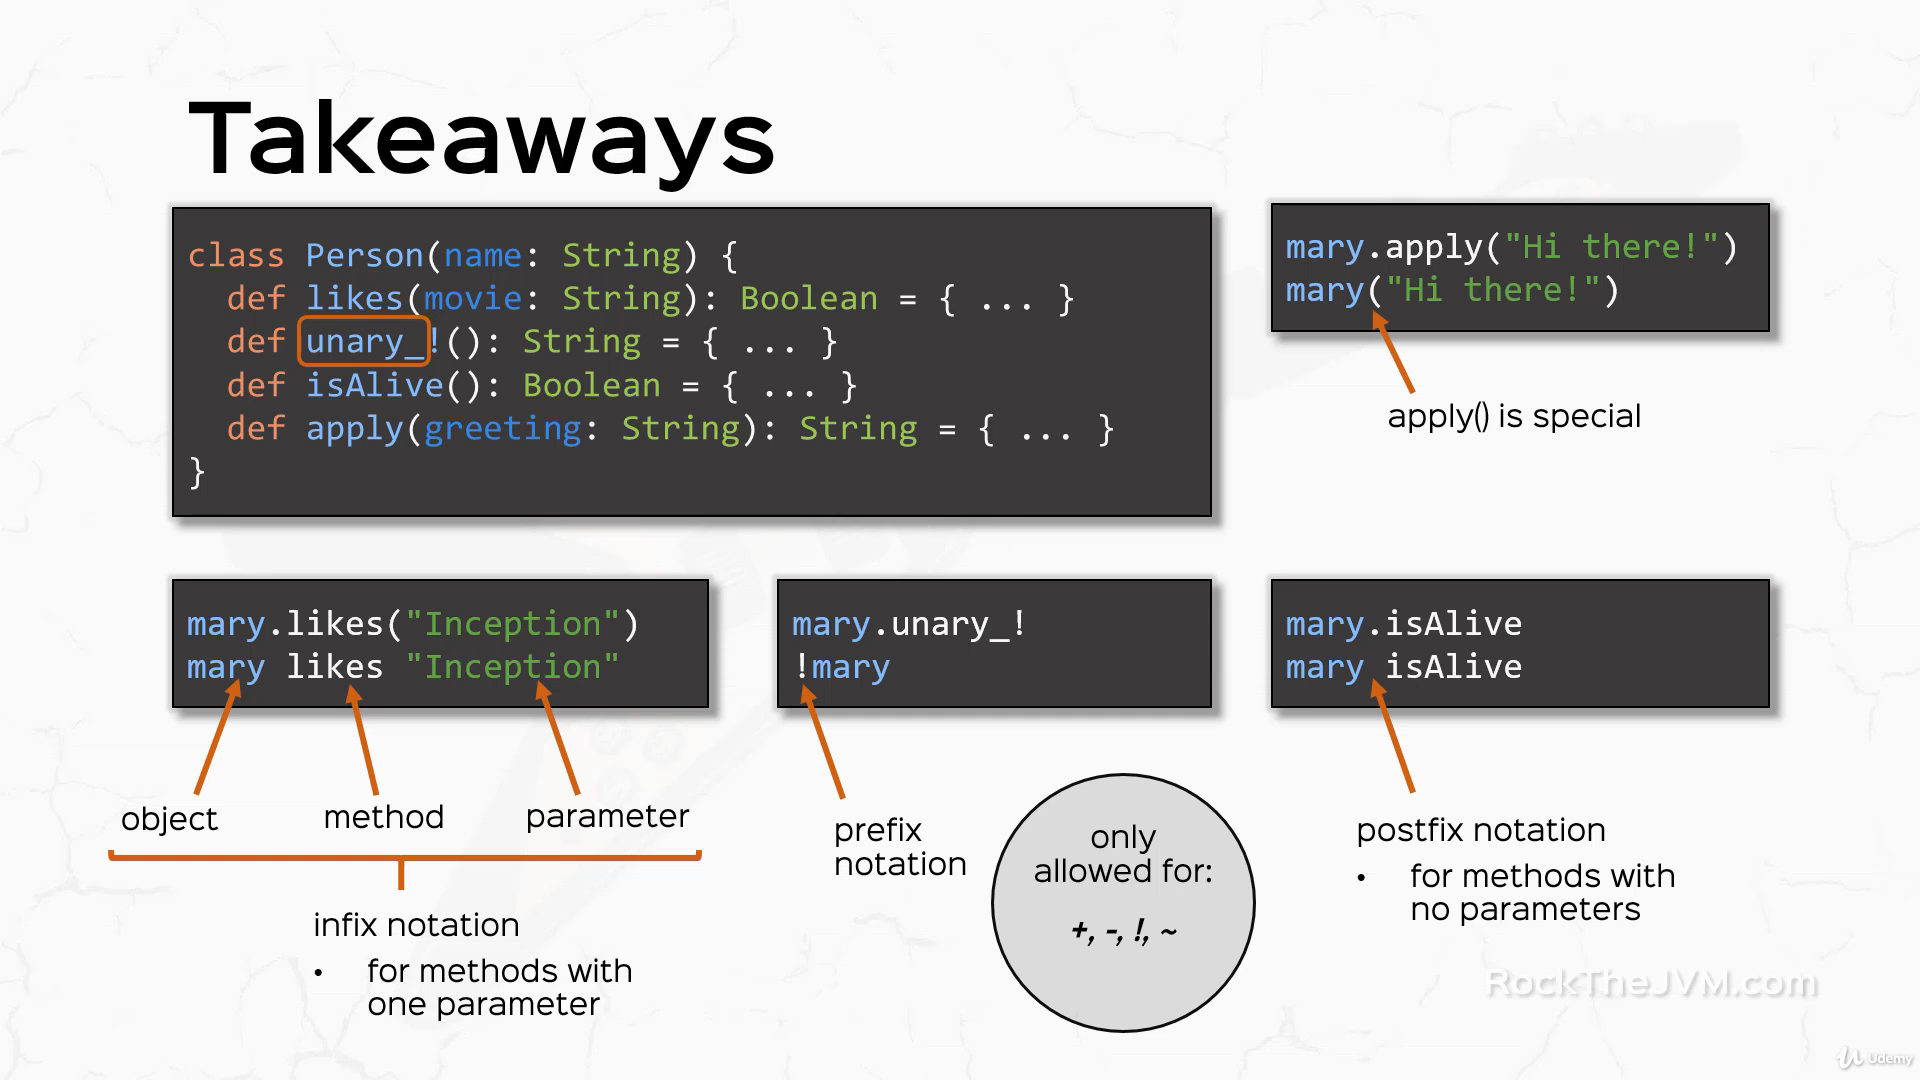 Takeaways
class Person(name: String) {
  def likes(movie: String): Boolean = { ... }
  def unary_!(): String = { ... }
  def isAlive(): Boolean = { ... }
  def apply(greeting: String): String = { ... }
}
mary.apply("Hi there!")
mary("Hi there!")
apply() is special
mary.likes("Inception")
mary likes "Inception"
object
method
parameter
infix notation
• for methods with
one parameter
mary.unary_!
!mary
prefix
notation
only
allowed for:
+, -, !, ~
mary.isAlive
mary isAlive
postfix notation
• for methods with
no parameters
RockTheJVM.com
Udemy